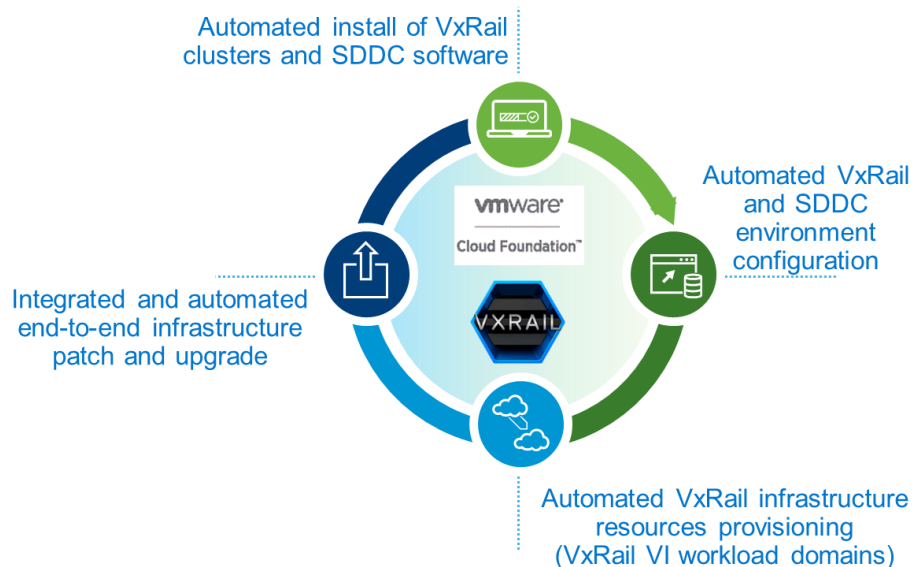 Automated install of VxRail
clusters and SDDC software
vmware®
Cloud Foundation™
Automated VxRail
and SDDC
environment
configuration
VXRAIL
Integrated and automated
end-to-end infrastructure
patch and upgrade
Automated VxRail infrastructure
resources provisioning
(VxRail VI workload domains)